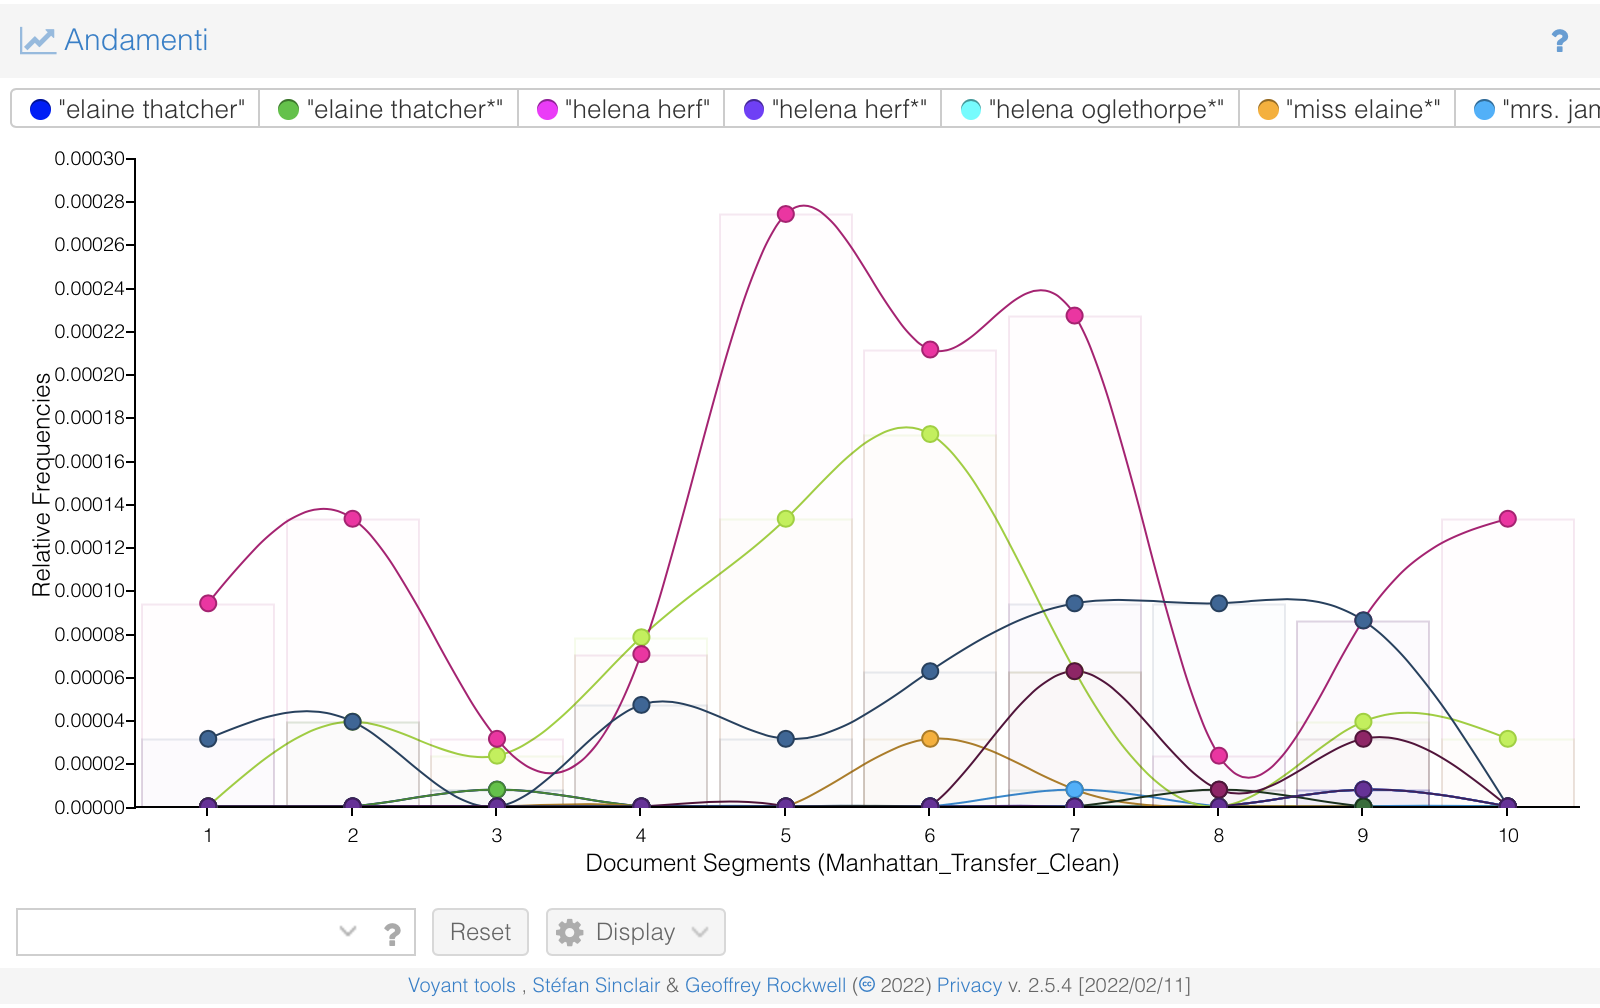 Andamenti ?
"elaine thatcher" "elaine thatcher*" "helena herf" "helena herf*" "helena oglethorpe*" "miss elaine*" "mrs. jan
0.00030
0.00028
0.00026
0.00024
0.00022
0.00020
0.00018
0.00016
0.00014
0.00012
0.00010
0.00008
0.00006
0.00004
0.00002
0.00000
Relative Frequencies
1 2 3 4 5 6 7 8 9 10
Document Segments (Manhattan_Transfer_Clean)
? Reset Display
Voyant tools , Stéfan Sinclair & Geoffrey Rockwell (cc 2022) Privacy v. 2.5.4 [2022/02/11]